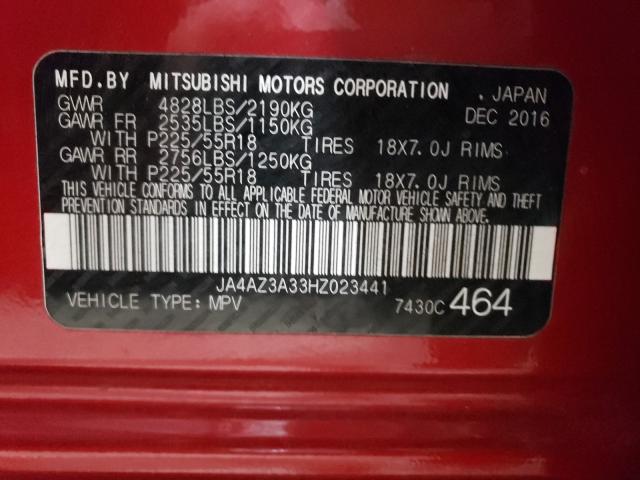 MFD.BY MITSUBISHI MOTORS CORPORATION , JAPAN
GVWR 4828LBS/2190KG DEC 2016
GAWR FR 2535LBS/1150KG
WITH P225/55R18 TIRES 18X7.0J RIMS
GAWR RR 2756LBS/1250KG
WITH P225/55R18 TIRES 18X7.0J RIMS
THIS VEHICLE CONFORMS TO ALL APPLICABLE FEDERAL MOTOR VEHICLE SAFETY AND THEFT
PREVENTION STANDARDS IN EFFECT ON THE DATE OF MANUFACTURE SHOWN ABOVE.
JA4AZ3A33HZ023441
VEHICLE TYPE: MPV 7430C 464